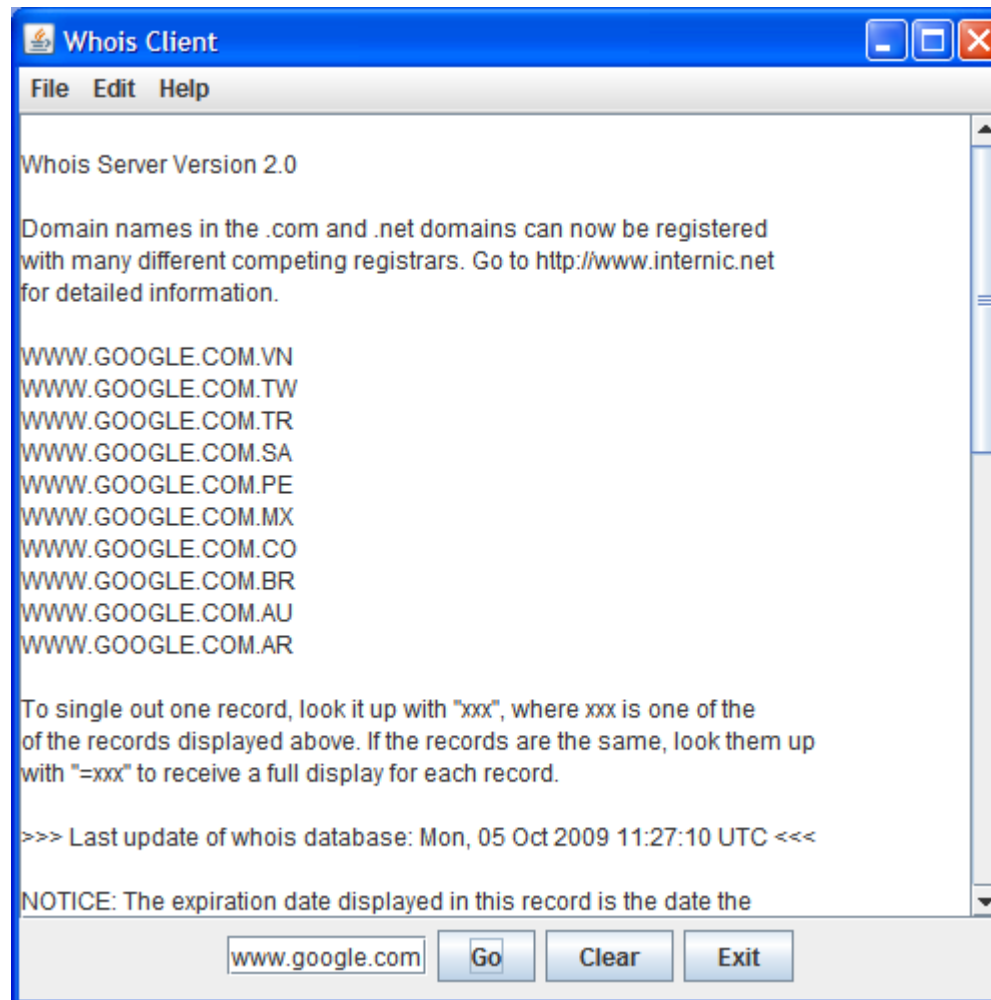 Whois Client
File Edit Help
Whois Server Version 2.0
Domain names in the .com and .net domains can now be registered
with many different competing registrars. Go to http://www.internic.net
for detailed information.
WWW.GOOGLE.COM.VN
WWW.GOOGLE.COM.TW
WWW.GOOGLE.COM.TR
WWW.GOOGLE.COM.SA
WWW.GOOGLE.COM.PE
WWW.GOOGLE.COM.MX
WWW.GOOGLE.COM.CO
WWW.GOOGLE.COM.BR
WWW.GOOGLE.COM.AU
WWW.GOOGLE.COM.AR
To single out one record, look it up with "xxx", where xxx is one of the
of the records displayed above. If the records are the same, look them up
with "=xxx" to receive a full display for each record.
>>> Last update of whois database: Mon, 05 Oct 2009 11:27:10 UTC <<<
NOTICE: The expiration date displayed in this record is the date the
www.google.com Go Clear Exit